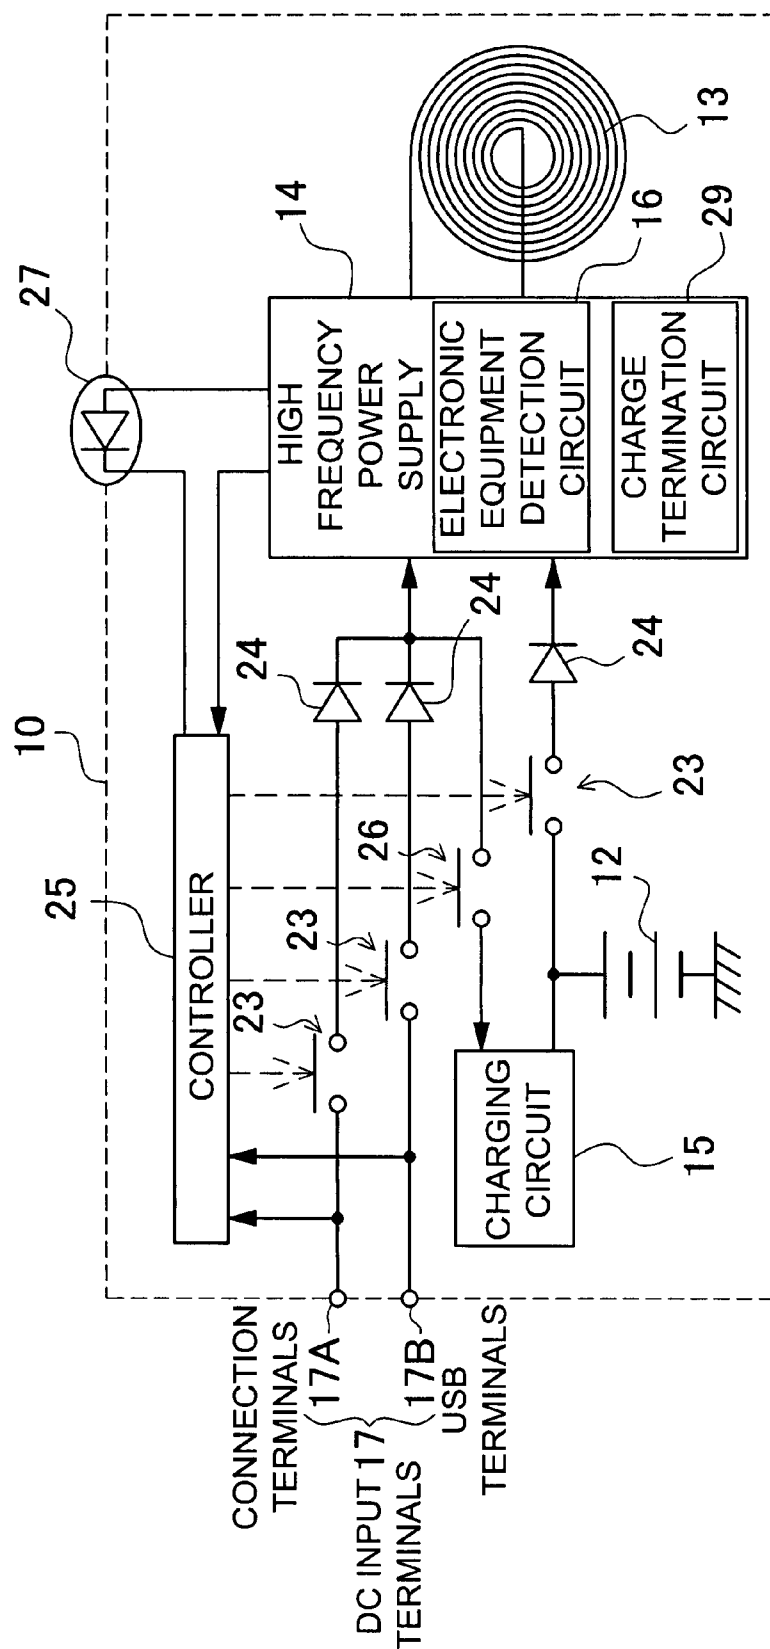 10
27
25
CONTROLLER
14
HIGH
FREQUENCY
POWER
SUPPLY
ELECTRONIC
EQUIPMENT
DETECTION
CIRCUIT
16
CHARGE
TERMINATION
CIRCUIT
29
13
24
24
24
23
23
26
23
12
CHARGING
CIRCUIT
15
CONNECTION
TERMINALS
17A
DC INPUT 17
TERMINALS
17B
USB
TERMINALS